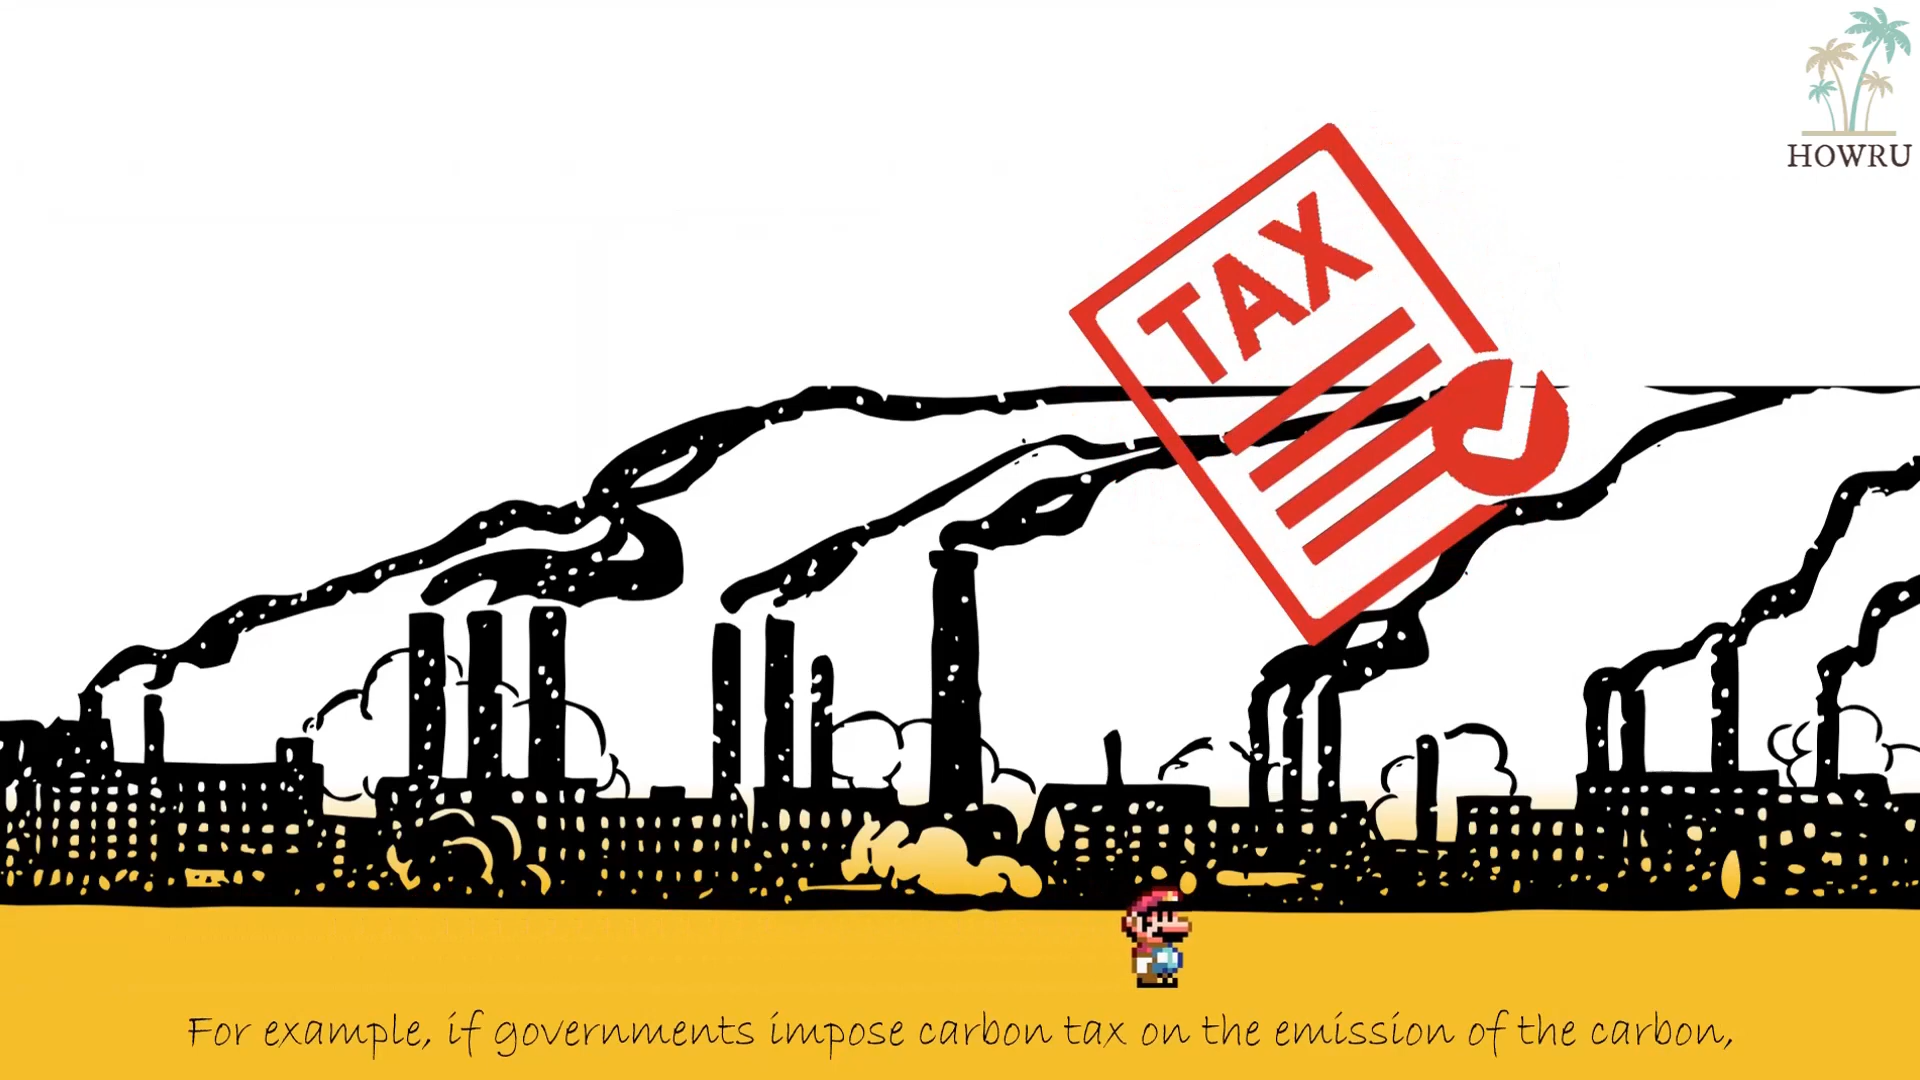 HOWRU
TAX
For example, if governments impose carbon tax on the emission of the carbon,